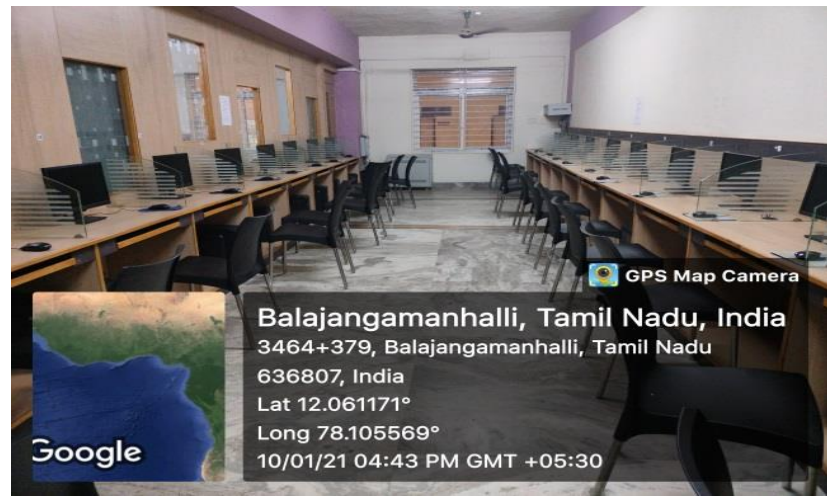 GPS Map Camera
Balajangamanhalli, Tamil Nadu, India
3464+379, Balajangamanhalli, Tamil Nadu
636807, India
Lat 12.061171°
Long 78.105569°
10/01/21 04:43 PM GMT +05:30
Google